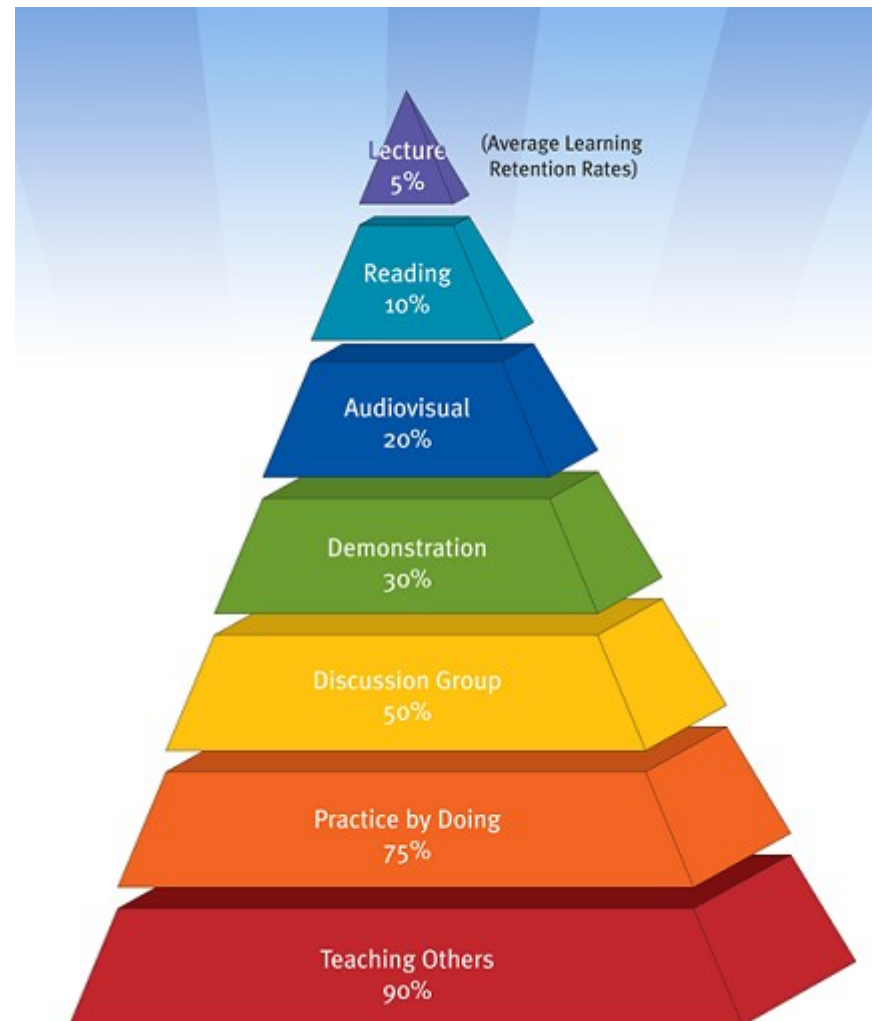 Lecture
5%
(Average Learning
Retention Rates)
Reading
10%
Audiovisual
20%
Demonstration
30%
Discussion Group
50%
Practice by Doing
75%
Teaching Others
90%